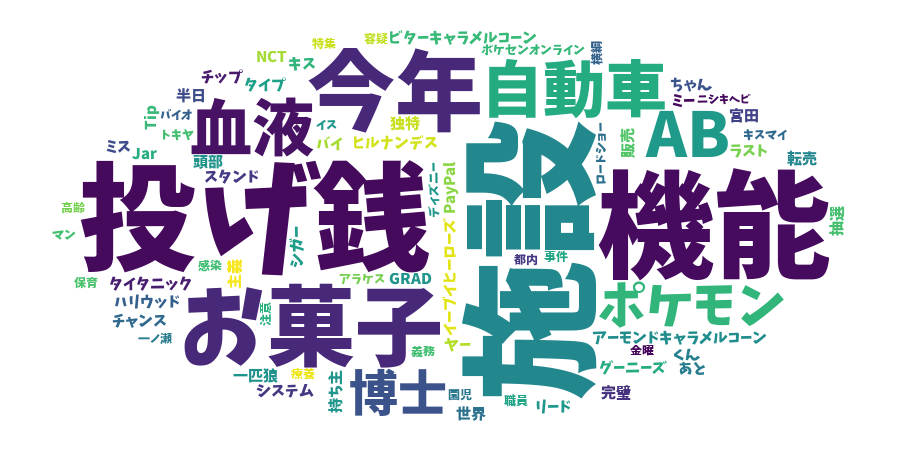 ビターキャラメルコーン
容疑
特集
NCT
キス
ポケセンオンライン
横綱
チップ
タイプ
今年
自動車
ちゃん
半日
ミーニシキヘビ
Tip
バイオ
血液
イス
独特
AB
宮田
トキヤ
バイ
ヒルナンデス
施設
ロードショー
販売
キスマイ
ミス
Jar
頭部
ラスト
転売
スタンド
投げ銭
ディズニー
PayPal
機能
高齢
マン
シガー
イーブイヒーローズ
抽選
感染
主義
都内
事件
保育
タイタニック
アラケス
GRAD
ポケモン
ハリウッド
お菓子
注意
チャンス
一ノ瀬
ヤー
義務
アーモンドキャラメルコーン
金曜
くん
グーニーズ
あと
一匹狼
療養
システム
持ち主
博士
園児
世界
職員
リード
完璧